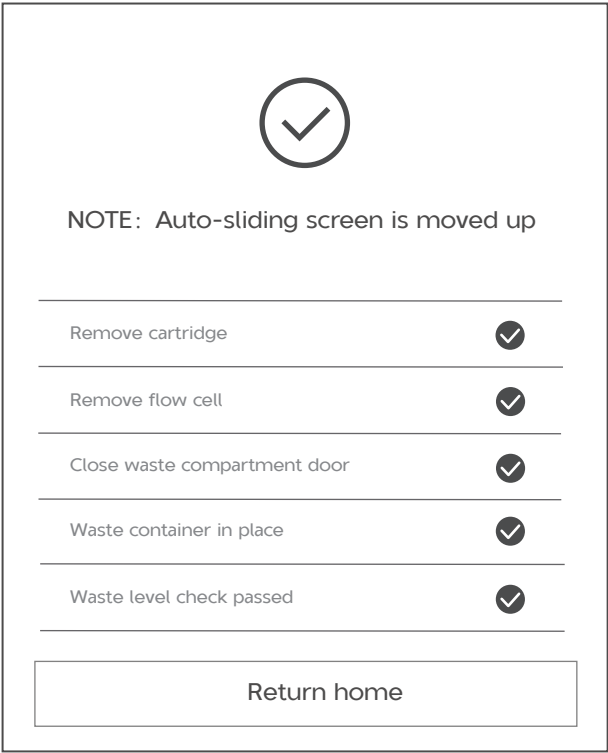 NOTE: Auto-sliding screen is moved up
Remove cartridge
Remove flow cell
Close waste compartment door
Waste container in place
Waste level check passed
Return home